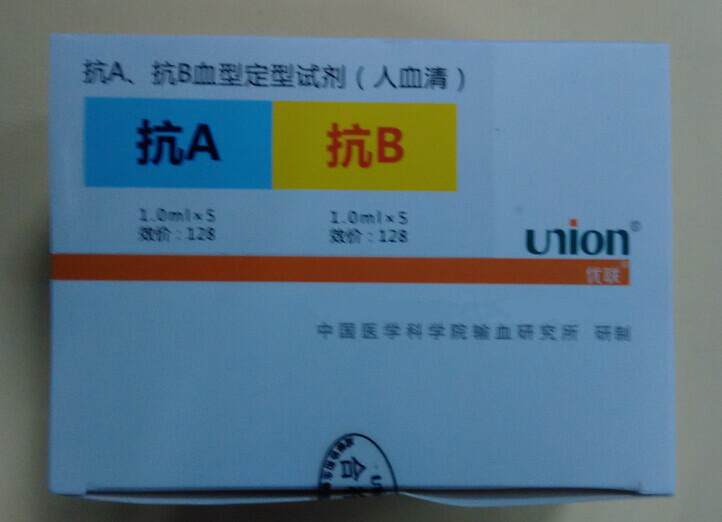 抗A、抗B血型定型试剂（人血清）
抗A
抗B
1.0ml×5
效价：128
1.0ml×5
效价：128
union®
优联
中国医学科学院输血研究所 研制